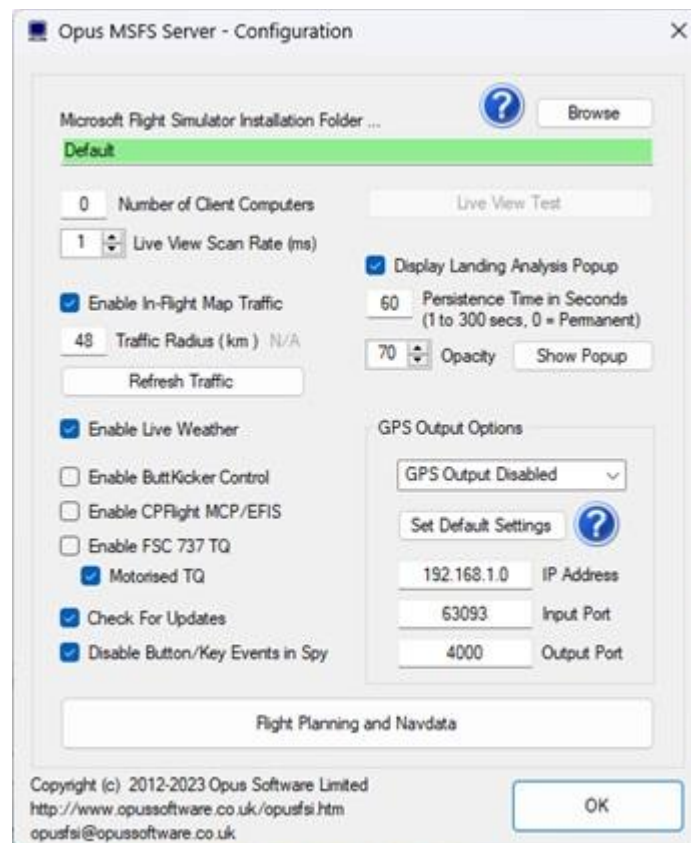 Opus MSFS Server - Configuration
Microsoft Flight Simulator Installation Folder ...
Browse
Default
0 Number of Client Computers
Live View Test
1 Live View Scan Rate (ms)
Display Landing Analysis Popup
Enable In-Flight Map Traffic
60 Persistence Time in Seconds
(1 to 300 secs, 0 = Permanent)
48 Traffic Radius ( km ) N/A
70 Opacity Show Popup
Refresh Traffic
Enable Live Weather
GPS Output Options
Enable ButtKicker Control
GPS Output Disabled
Enable CPFlight MCP/EFIS
Set Default Settings
Enable FSC 737 TQ
Motorised TQ
192.168.1.0 IP Address
Check For Updates
63093 Input Port
Disable Button/Key Events in Spy
4000 Output Port
Flight Planning and Navdata
Copyright (c) 2012-2023 Opus Software Limited
http://www.opussoftware.co.uk/opusfsi.htm
opusfsi@opussoftware.co.uk
OK